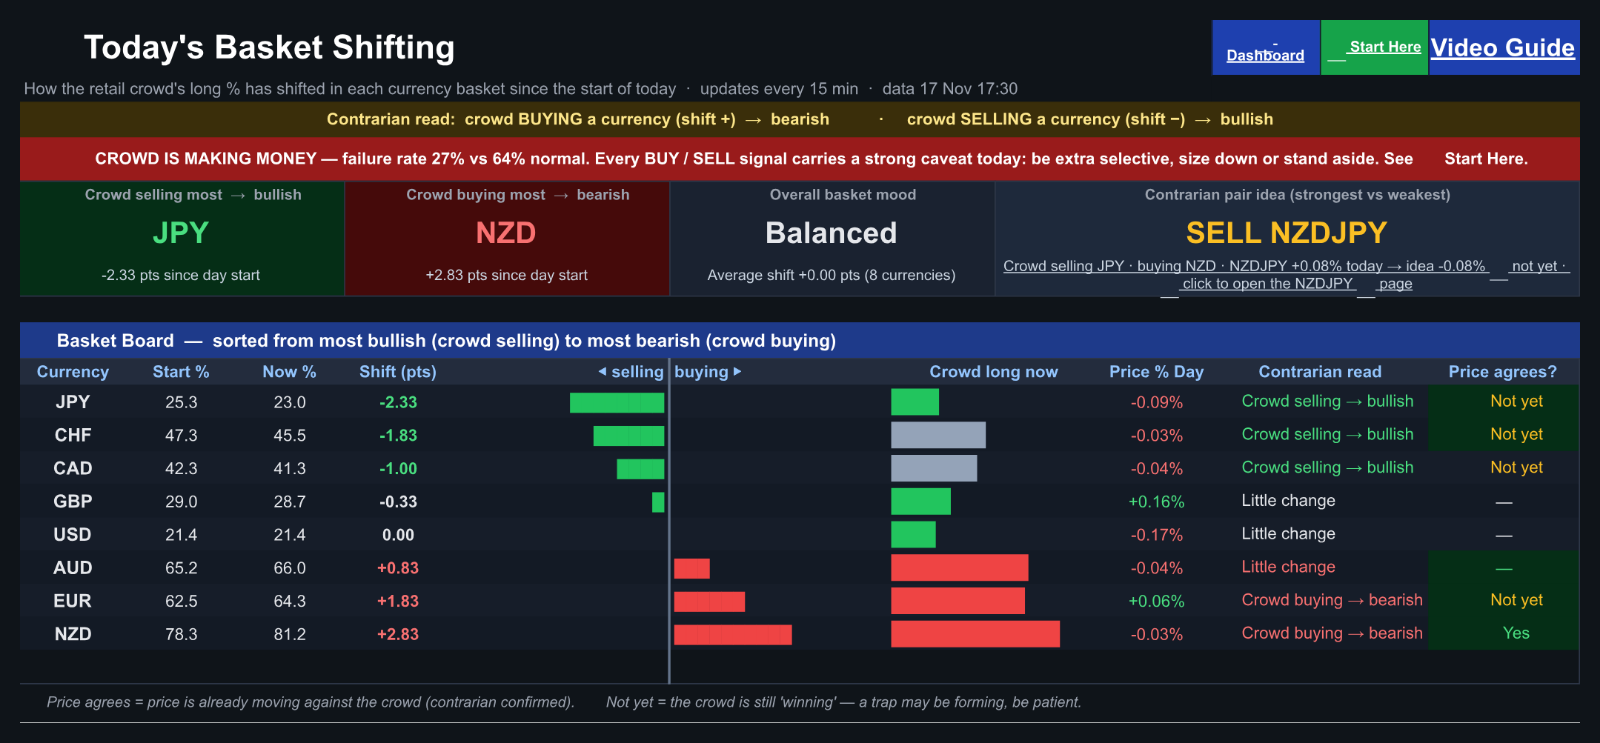 Today's Basket Shifting
Dashboard
Start Here
Video Guide
How the retail crowd's long % has shifted in each currency basket since the start of today · updates every 15 min · data 17 Nov 17:30
Contrarian read: crowd BUYING a currency (shift +) → bearish · crowd SELLING a currency (shift −) → bullish
CROWD IS MAKING MONEY — failure rate 27% vs 64% normal. Every BUY / SELL signal carries a strong caveat today: be extra selective, size down or stand aside. See Start Here.
Crowd selling most → bullish
JPY
-2.33 pts since day start
Crowd buying most → bearish
NZD
+2.83 pts since day start
Overall basket mood
Balanced
Average shift +0.00 pts (8 currencies)
Contrarian pair idea (strongest vs weakest)
SELL NZDJPY
Crowd selling JPY · buying NZD · NZDJPY +0.08% today → idea -0.08% not yet ·
click to open the NZDJPY page
Basket Board — sorted from most bullish (crowd selling) to most bearish (crowd buying)
Currency Start % Now % Shift (pts) ◄ selling buying ► Crowd long now Price % Day Contrarian read Price agrees?
JPY 25.3 23.0 -2.33 -0.09% Crowd selling → bullish Not yet
CHF 47.3 45.5 -1.83 -0.03% Crowd selling → bullish Not yet
CAD 42.3 41.3 -1.00 -0.04% Crowd selling → bullish Not yet
GBP 29.0 28.7 -0.33 +0.16% Little change —
USD 21.4 21.4 0.00 -0.17% Little change —
AUD 65.2 66.0 +0.83 -0.04% Little change —
EUR 62.5 64.3 +1.83 +0.06% Crowd buying → bearish Not yet
NZD 78.3 81.2 +2.83 -0.03% Crowd buying → bearish Yes
Price agrees = price is already moving against the crowd (contrarian confirmed). Not yet = the crowd is still 'winning' — a trap may be forming, be patient.